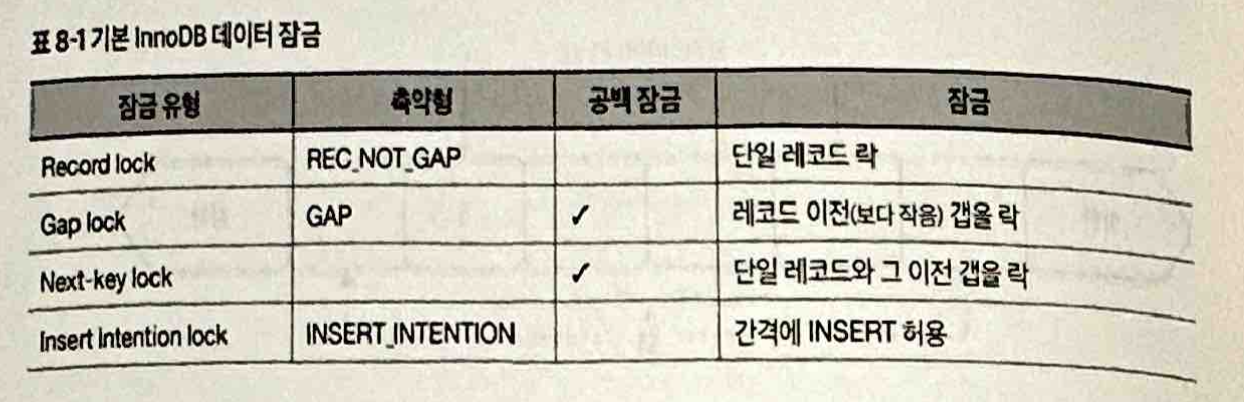 표 8-1 기본 InnoDB 데이터 잠금
잠금 유형 축약형 공백 잠금 잠금
Record lock REC_NOT_GAP 단일 레코드 락
Gap lock GAP ✓ 레코드 이전(보다 작음) 갭을 락
Next-key lock ✓ 단일 레코드와 그 이전 갭을 락
Insert Intention lock INSERT_INTENTION 간격에 INSERT 허용